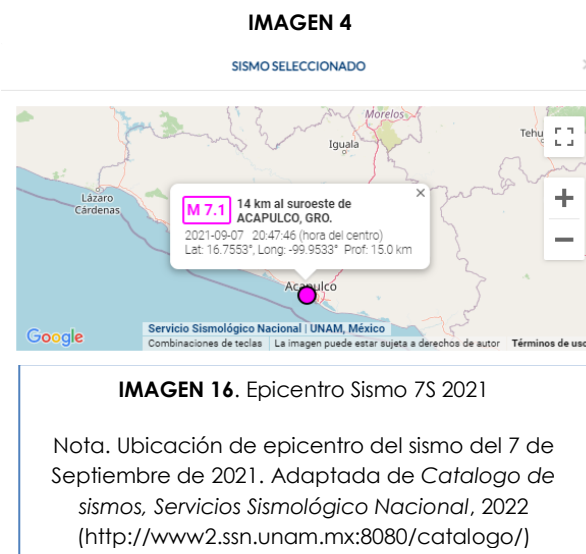 IMAGEN 4
SISMO SELECCIONADO
×
Morelos
Iguala
Tehu
Lázaro
Cárdenas
M 7.1
14 km al suroeste de
ACAPULCO, GRO.
×
2021-09-07 20:47:46 (hora del centro)
Lat: 16.7553°, Long: -99.9533° Prof: 15.0 km
Acapulco
+
−
Google
Servicio Sismológico Nacional | UNAM, México
Combinaciones de teclas
La imagen puede estar sujeta a derechos de autor
Términos de uso
IMAGEN 16. Epicentro Sismo 7S 2021
Nota. Ubicación de epicentro del sismo del 7 de
Septiembre de 2021. Adaptada de Catalogo de
sismos, Servicios Sismológico Nacional, 2022
(http://www2.ssn.unam.mx:8080/catalogo/)